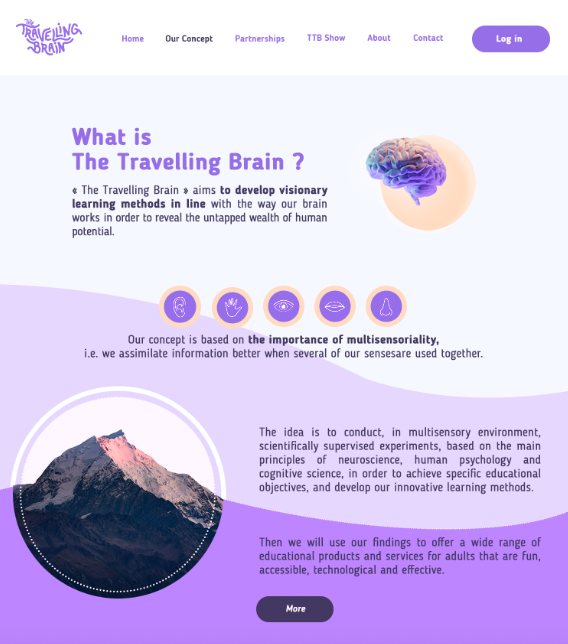 The
TRAVELLING
BRAIN
Home
Our Concept
Partnerships
TTB Show
About
Contact
Log in
What is
The Travelling Brain ?
« The Travelling Brain » aims to develop visionary
learning methods in line with the way our brain
works in order to reveal the untapped wealth of human
potential.
Our concept is based on the importance of multisensoriality,
i.e. we assimilate information better when several of our sensesare used together.
The idea is to conduct, in multisensory environment,
scientifically supervised experiments, based on the main
principles of neuroscience, human psychology and
cognitive science, in order to achieve specific educational
objectives, and develop our innovative learning methods.
Then we will use our findings to offer a wide range of
educational products and services for adults that are fun,
accessible, technological and effective.
More